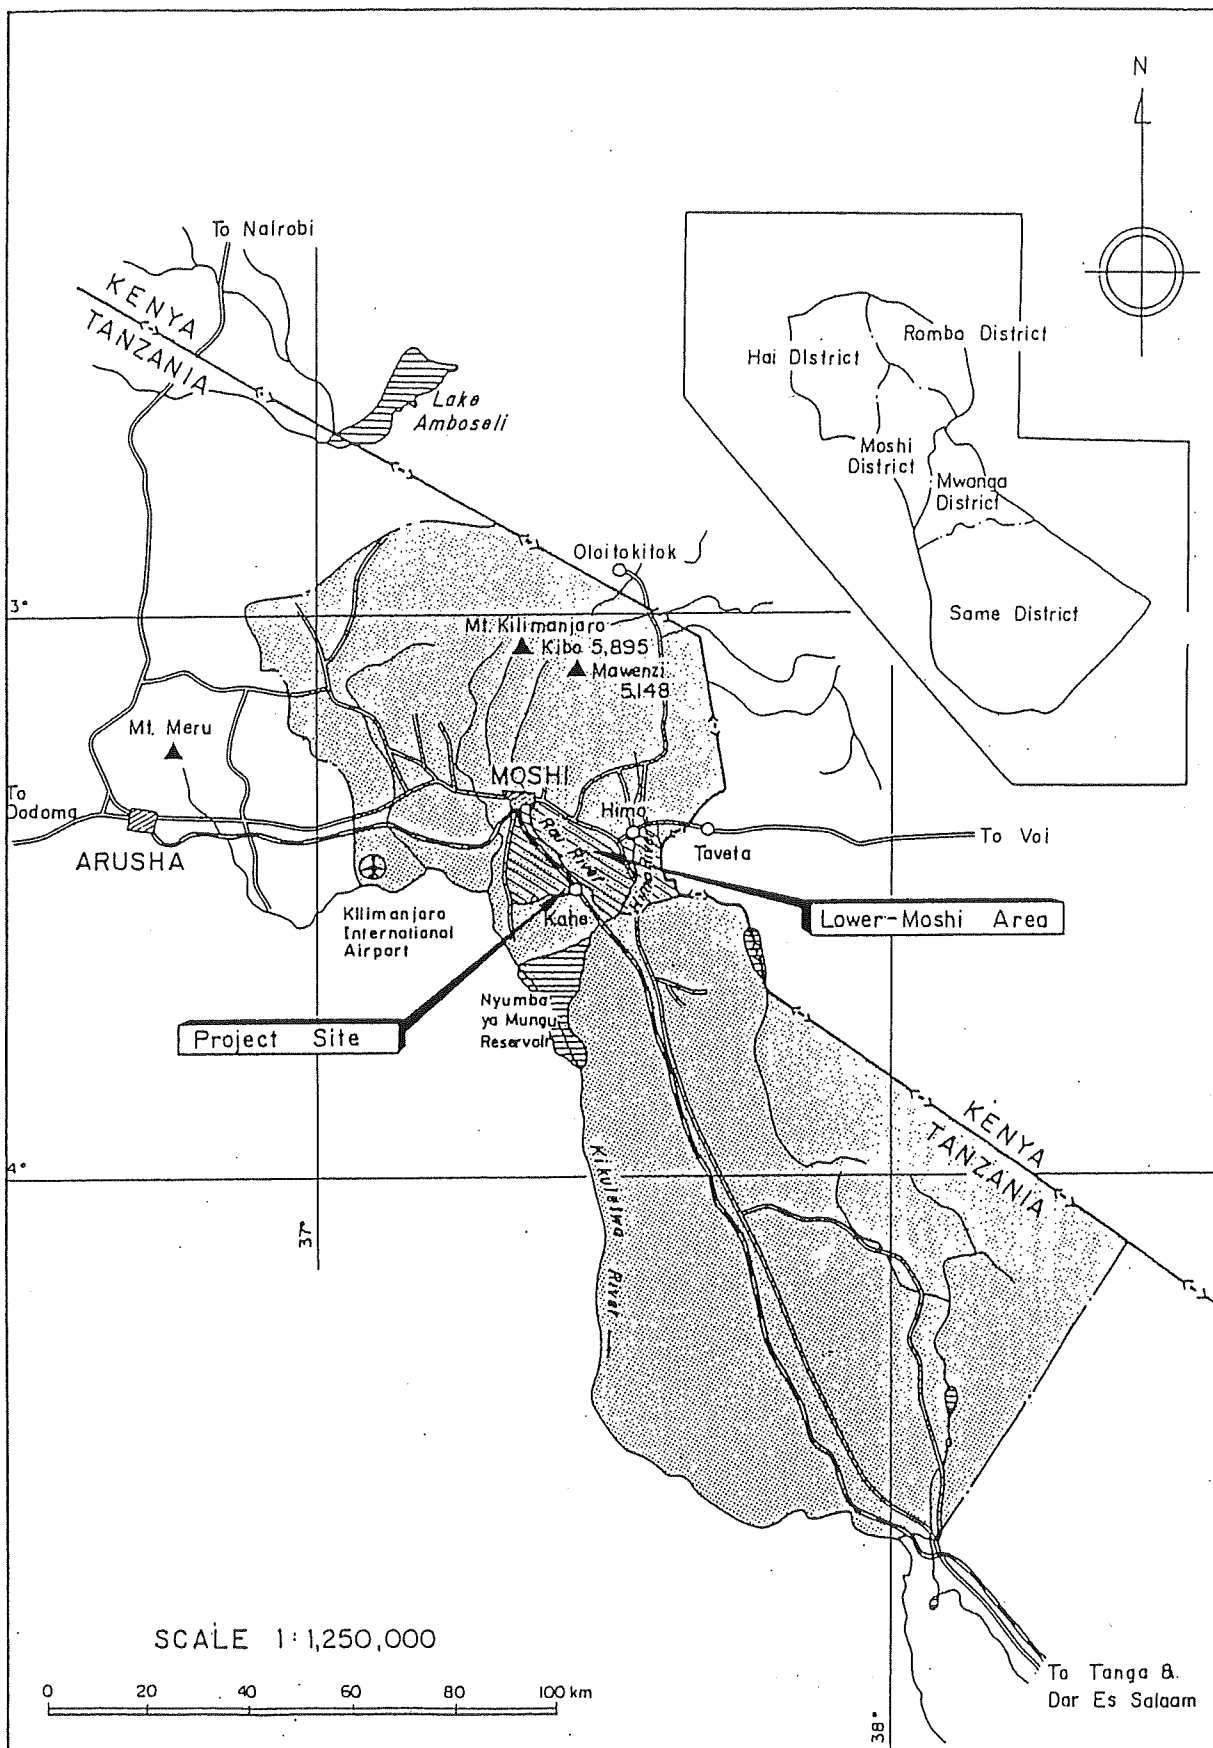 N
To Nairobi
KENYA
TANZANIA
Lake
Amboseli
Hai District
Rombo District
Moshi
District
Mwanga
District
Same District
Oloitokitok
3°
Mt. Kilimanjaro
Kibo 5,895
Mawenzi
5,148
Mt. Meru
MOSHI
To
Dodoma
ARUSHA
Rau River
Himo
Himo River
Taveta
To Voi
Kilimanjaro
International
Airport
Kahe
Lower-Moshi Area
Nyumba
ya Mungu
Reservoir
Project Site
KENYA
TANZANIA
4°
37°
Kikuletwa River
SCALE 1:1,250,000
0 20 40 60 80 100 km
38°
To Tanga &
Dar Es Salaam